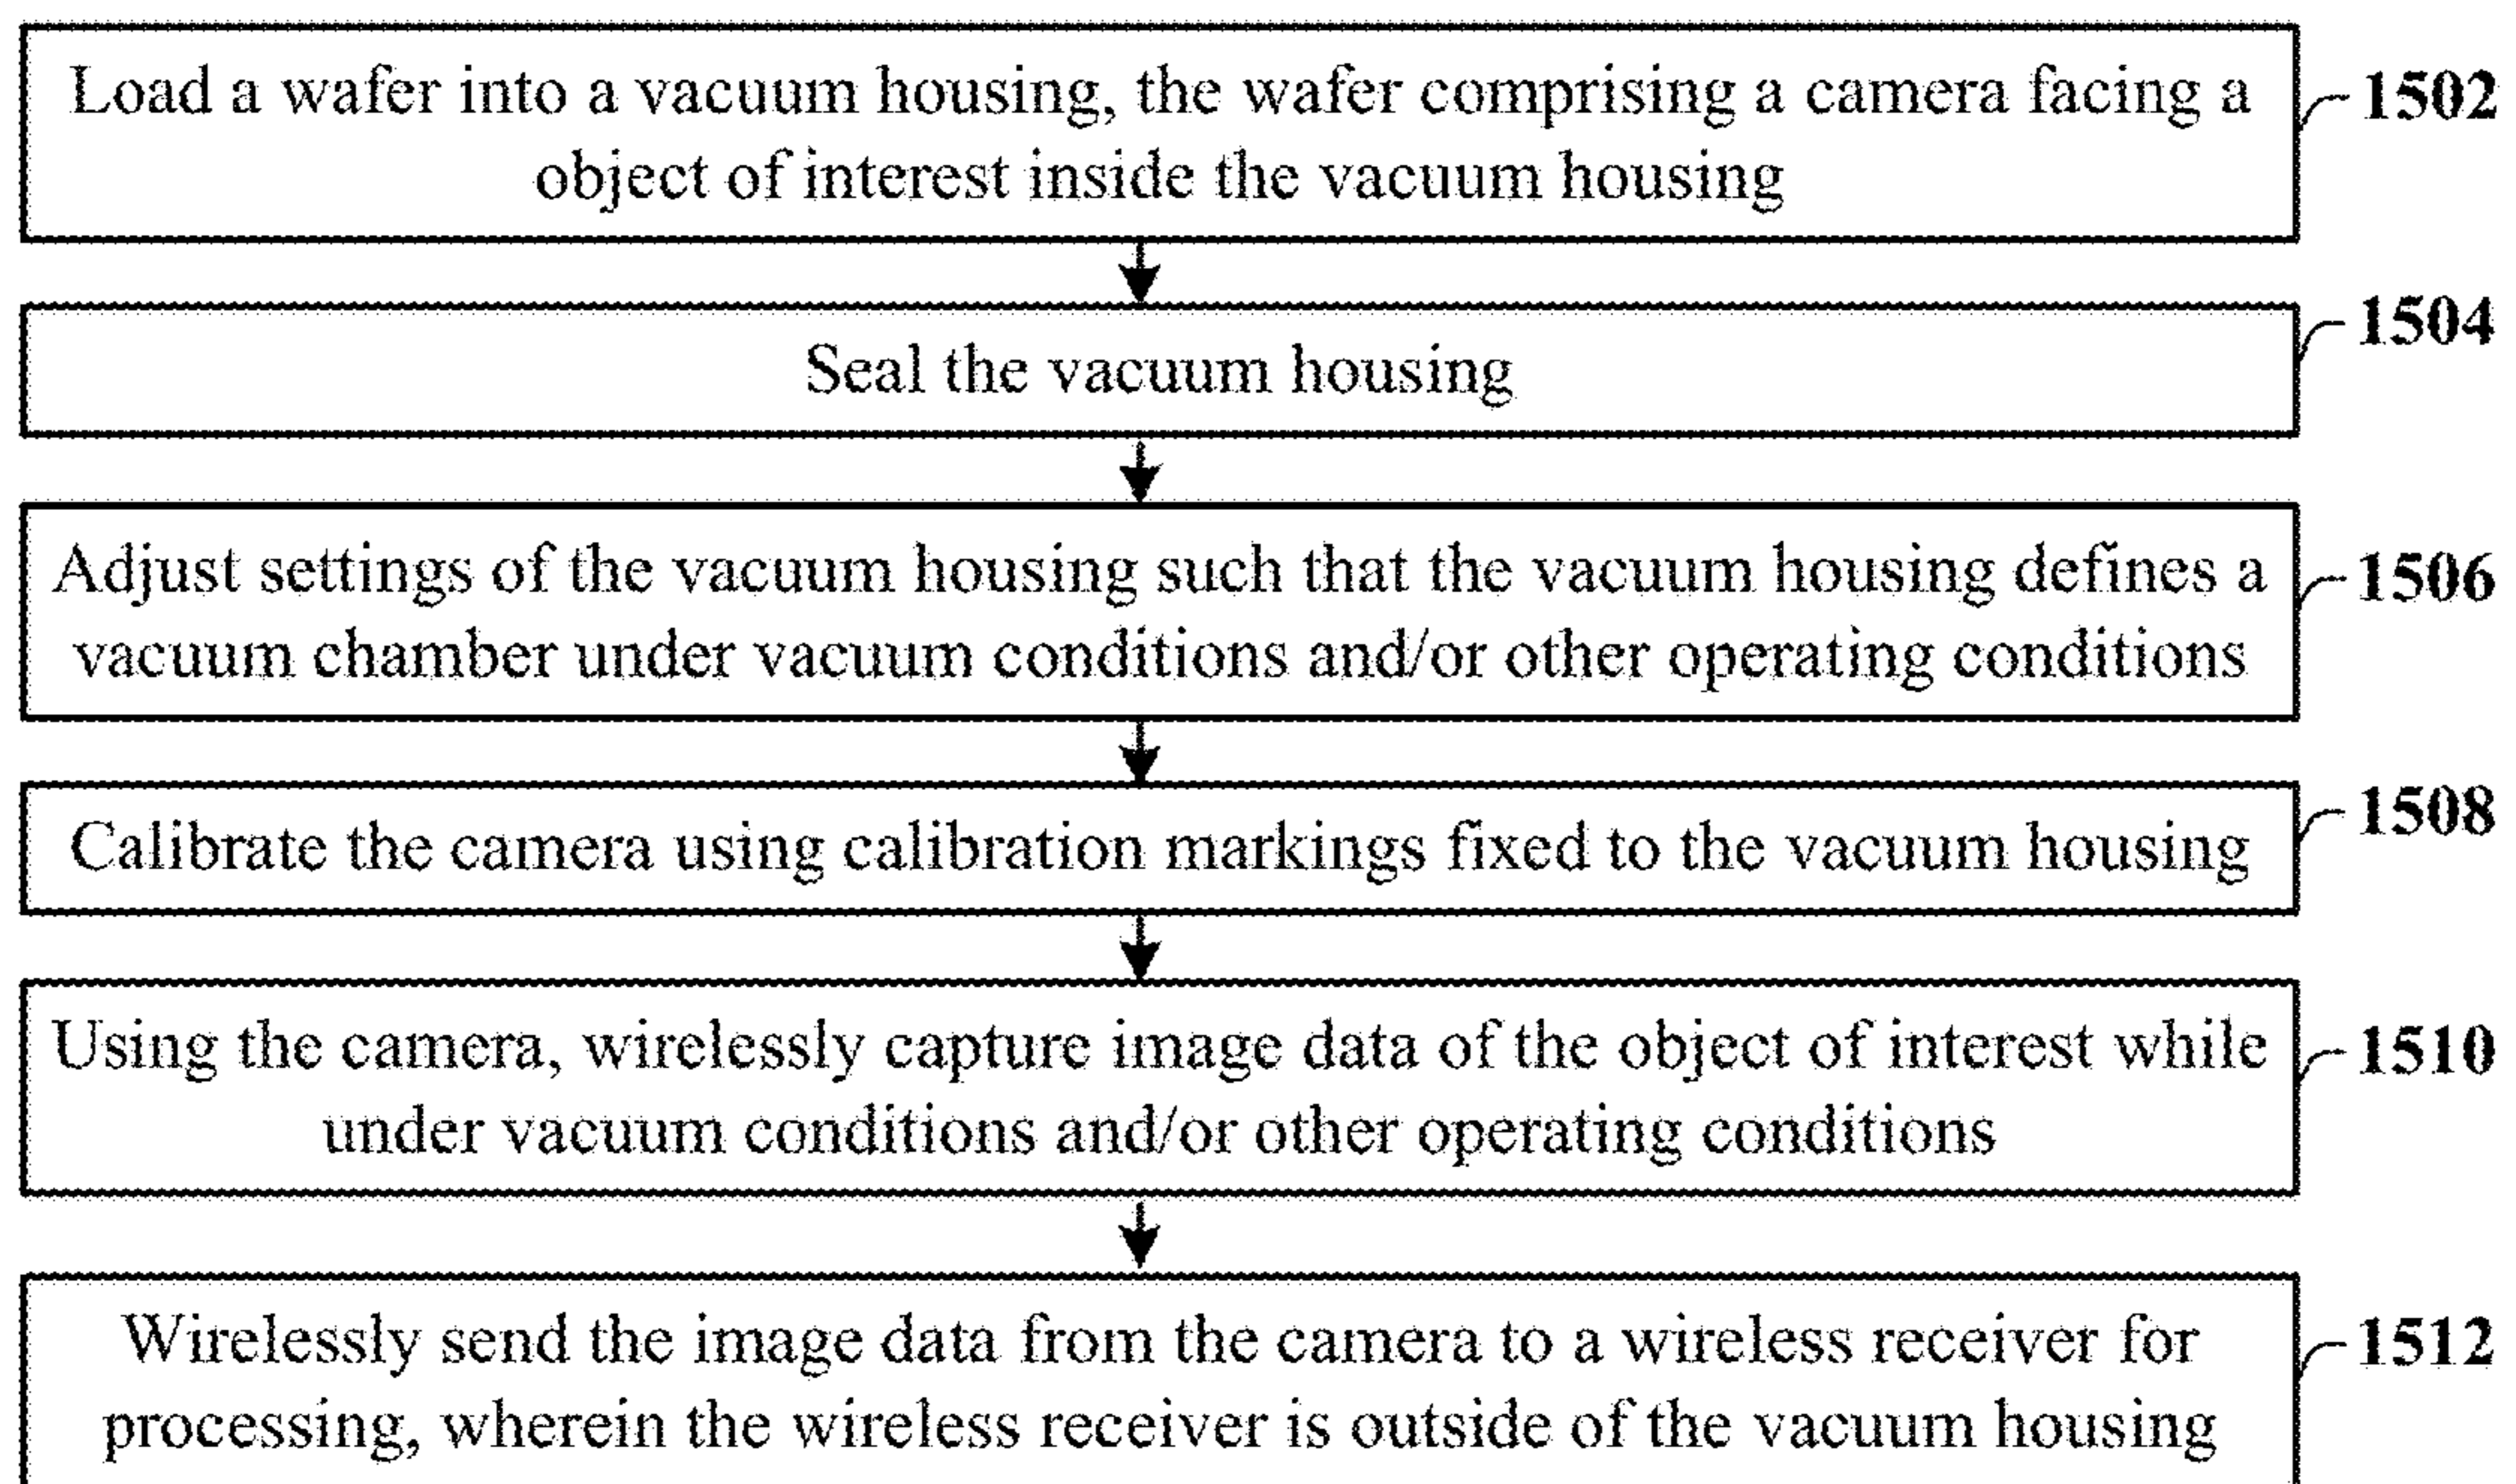 Load a wafer into a vacuum housing, the wafer comprising a camera facing a
object of interest inside the vacuum housing
1502
Seal the vacuum housing
1504
Adjust settings of the vacuum housing such that the vacuum housing defines a
vacuum chamber under vacuum conditions and/or other operating conditions
1506
Calibrate the camera using calibration markings fixed to the vacuum housing
1508
Using the camera, wirelessly capture image data of the object of interest while
under vacuum conditions and/or other operating conditions
1510
Wirelessly send the image data from the camera to a wireless receiver for
processing, wherein the wireless receiver is outside of the vacuum housing
1512